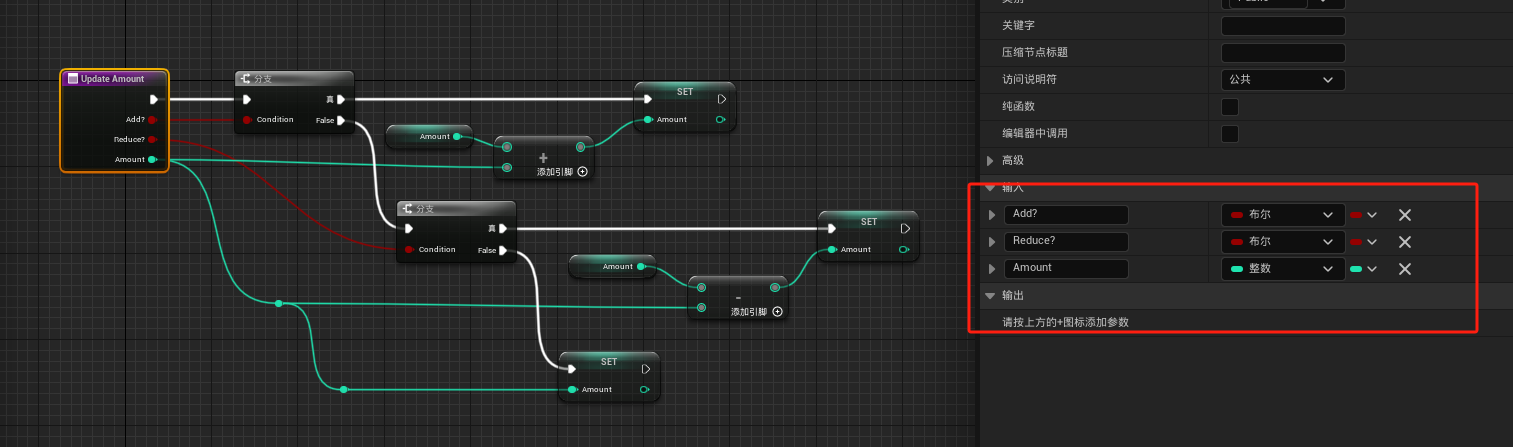 Update Amount
Add?
Reduce?
Amount
分支
真
Condition
False
Amount
添加引脚
SET
Amount
分支
真
Condition
False
Amount
添加引脚
SET
Amount
SET
Amount
Public
关键字
压缩节点标题
访问说明符
公共
纯函数
编辑器中调用
高级
输入
Add?
布尔
Reduce?
布尔
Amount
整数
输出
请按上方的+图标添加参数